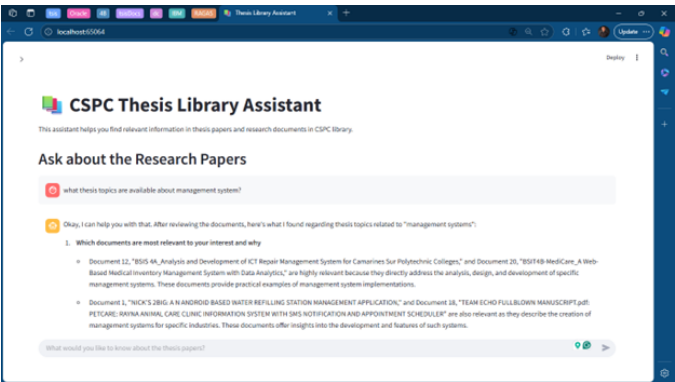 Oracle
IBM
RAGAS
Thesis Library Assistant
localhost:65064
Update
Deploy
CSPC Thesis Library Assistant
This assistant helps you find relevant information in thesis papers and research documents in CSPC library.
Ask about the Research Papers
what thesis topics are available about management system?
Okay, I can help you with that. After reviewing the documents, here's what I found regarding thesis topics related to "management systems":
1. Which documents are most relevant to your interest and why
Document 12, "BSIS 4A_Analysis and Development of ICT Repair Management System for Camarines Sur Polytechnic Colleges," and Document 20, "BSIT4B-MediCare_A Web-
Based Medical Inventory Management System with Data Analytics," are highly relevant because they directly address the analysis, design, and development of specific
management systems. These documents provide practical examples of management system implementations.
Document 1, "NICK'S 2BIG: A N ANDROID BASED WATER REFILLING STATION MANAGEMENT APPLICATION," and Document 18, "TEAM ECHO FULLBLOWN MANUSCRIPT.pdf:
PETCARE: RAYNA ANIMAL CARE CLINIC INFORMATION SYSTEM WITH SMS NOTIFICATION AND APPOINTMENT SCHEDULER" are also relevant as they describe the creation of
management systems for specific industries. These documents offer insights into the development and features of such systems.
What would you like to know about the thesis papers?